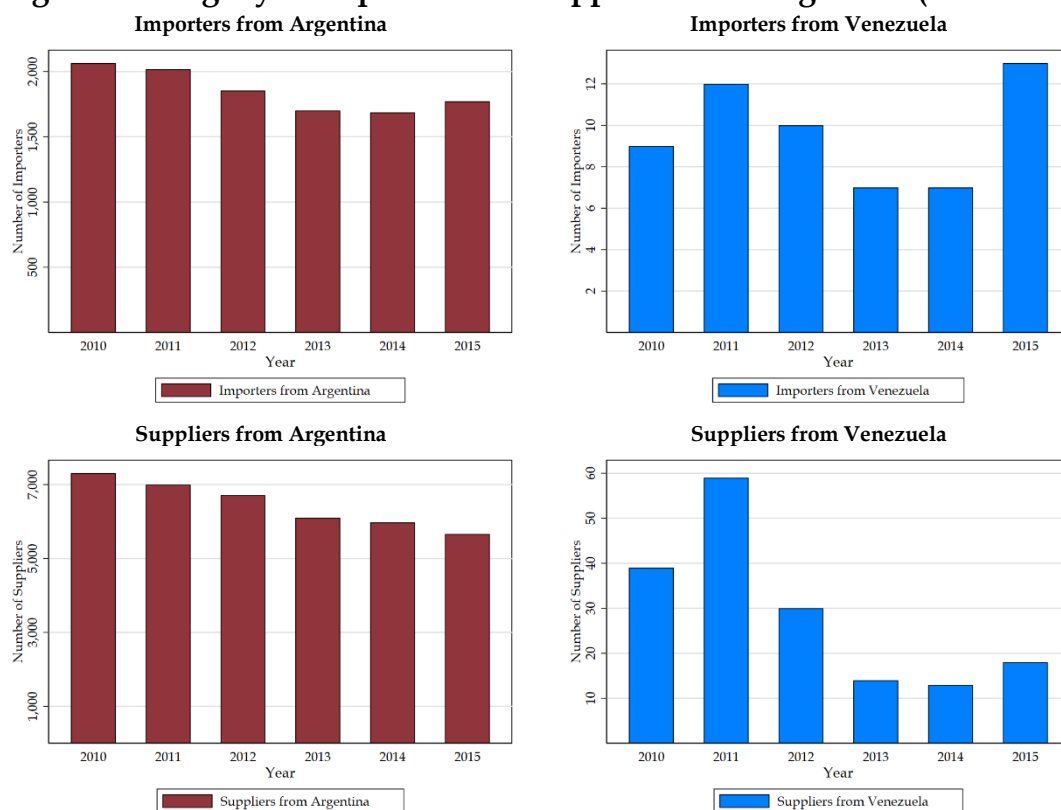 Importers from Argentina
Number of Importers
2,000
1,500
1,000
500
2010 2011 2012 2013 2014 2015
Year
Importers from Argentina
Importers from Venezuela
Number of Importers
12
10
8
6
4
2
2010 2011 2012 2013 2014 2015
Year
Importers from Venezuela
Suppliers from Argentina
Number of Suppliers
7,000
5,000
3,000
1,000
2010 2011 2012 2013 2014 2015
Year
Suppliers from Argentina
Suppliers from Venezuela
Number of Suppliers
60
50
40
30
20
10
2010 2011 2012 2013 2014 2015
Year
Suppliers from Venezuela